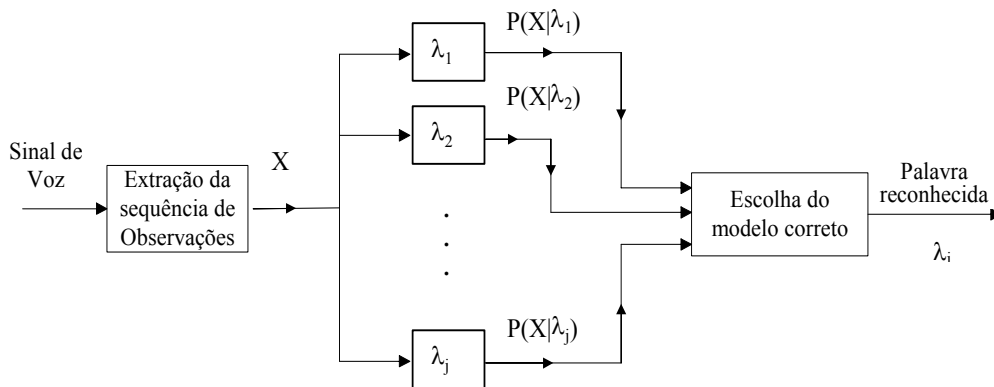 Sinal de
Voz
Extração da
sequência de
Observações
X
λ1
P(X|λ1)
λ2
P(X|λ2)
.
.
.
λj
P(X|λj)
Escolha do
modelo correto
Palavra
reconhecida
λi